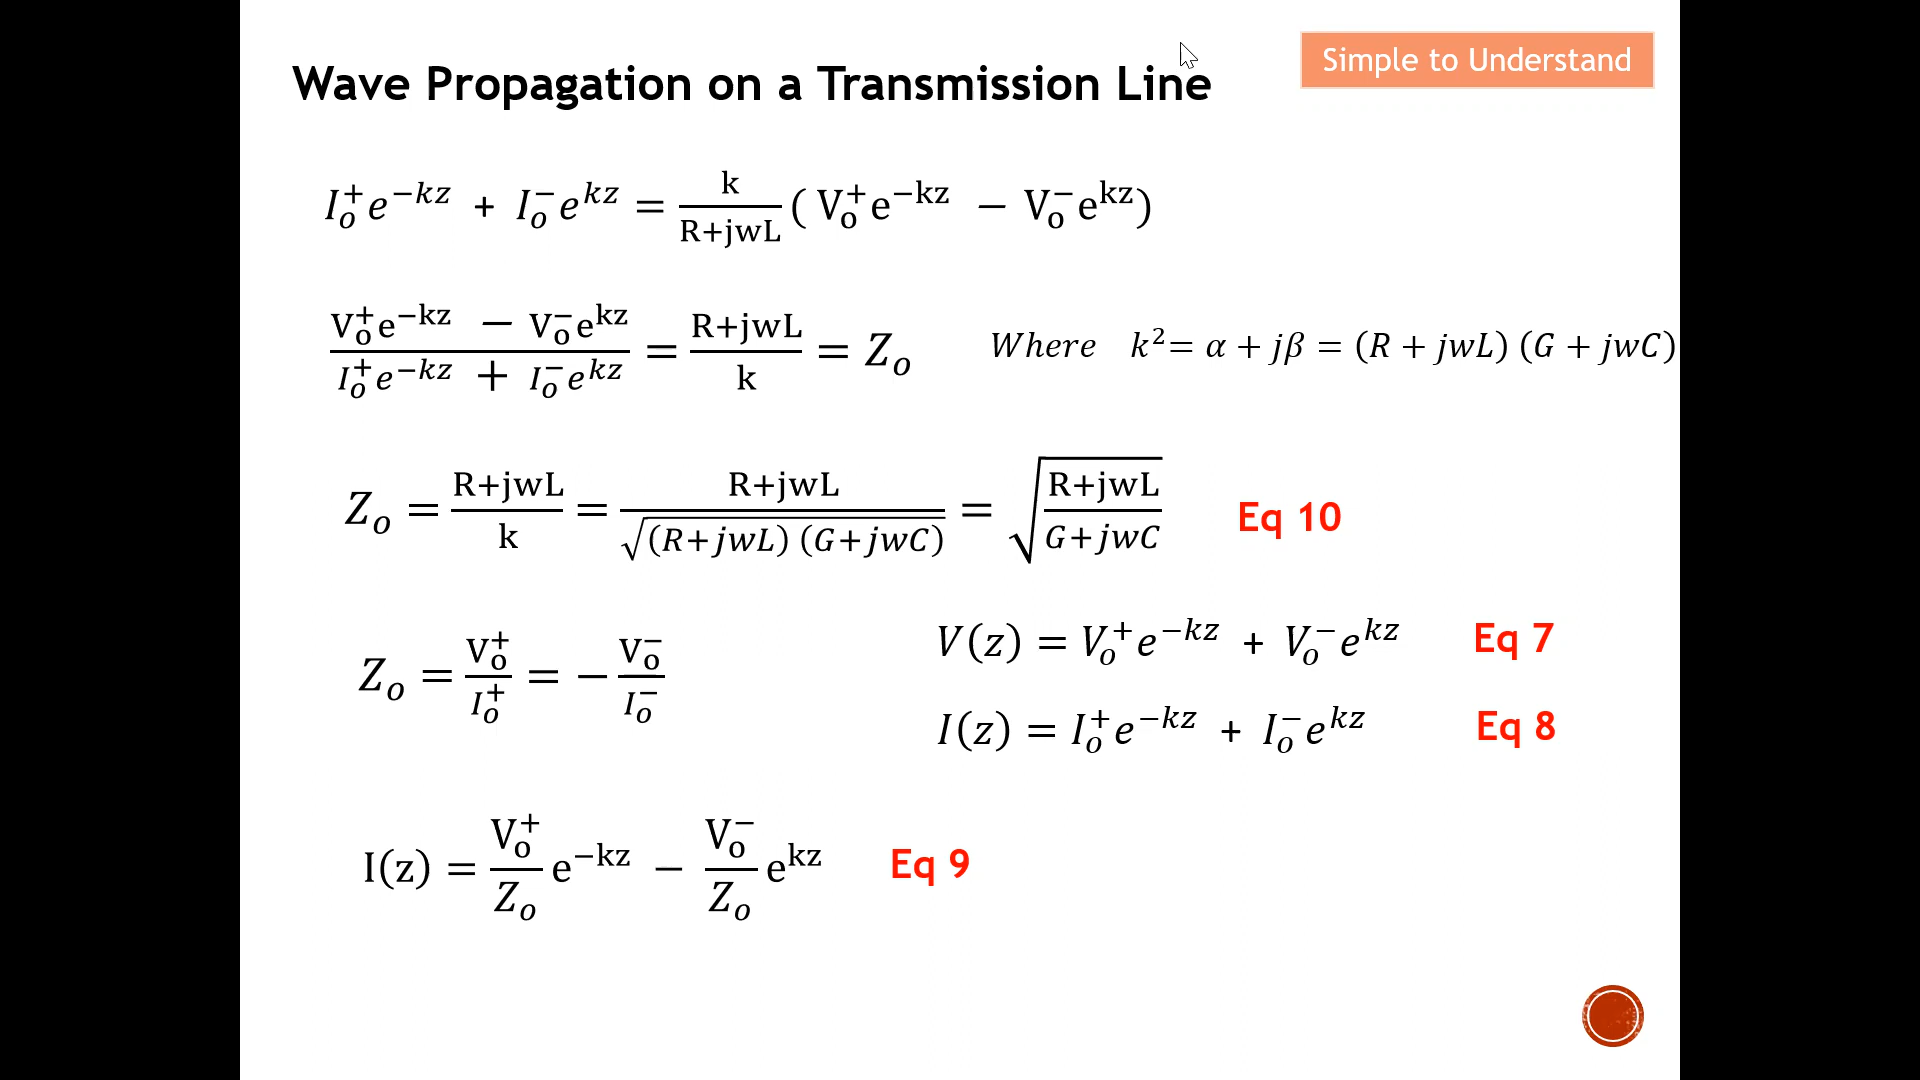 Simple to Understand
Wave Propagation on a Transmission Line
$I_o^+ e^{-kz} + I_o^- e^{kz} = \frac{k}{R+jwL} ( V_o^+ e^{-kz} - V_o^- e^{kz} )$
$\frac{V_o^+ e^{-kz} - V_o^- e^{kz}}{I_o^+ e^{-kz} + I_o^- e^{kz}} = \frac{R+jwL}{k} = Z_o$ Where $k^2 = α + jβ = (R + jwL) (G + jwC)$
$Z_o = \frac{R+jwL}{k} = \frac{R+jwL}{\sqrt{(R+jwL) (G+jwC)}} = \sqrt{\frac{R+jwL}{G+jwC}}$ Eq 10
$Z_o = \frac{V_o^+}{I_o^+} = - \frac{V_o^-}{I_o^-}$
$V(z) = V_o^+ e^{-kz} + V_o^- e^{kz}$ Eq 7
$I(z) = I_o^+ e^{-kz} + I_o^- e^{kz}$ Eq 8
$I(z) = \frac{V_o^+}{Z_o} e^{-kz} - \frac{V_o^-}{Z_o} e^{kz}$ Eq 9